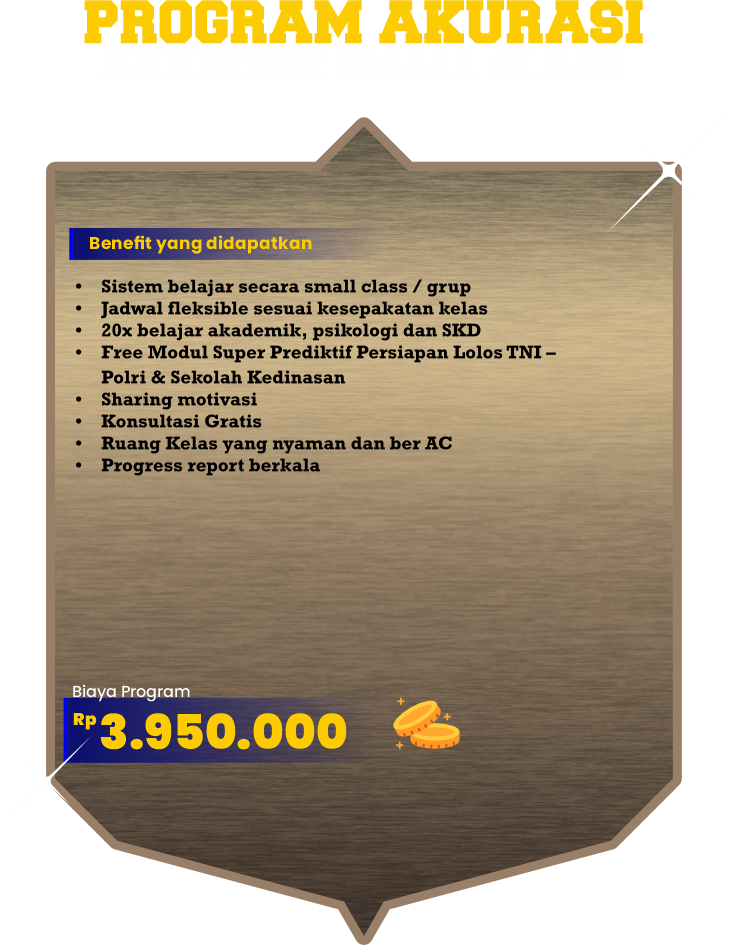 PROGRAM AKURASI
Benefit yang didapatkan
• Sistem belajar secara small class / grup
• Jadwal fleksible sesuai kesepakatan kelas
• 20x belajar akademik, psikologi dan SKD
• Free Modul Super Prediktif Persiapan Lolos TNI –
Polri & Sekolah Kedinasan
• Sharing motivasi
• Konsultasi Gratis
• Ruang Kelas yang nyaman dan ber AC
• Progress report berkala
Biaya Program
Rp 3.950.000